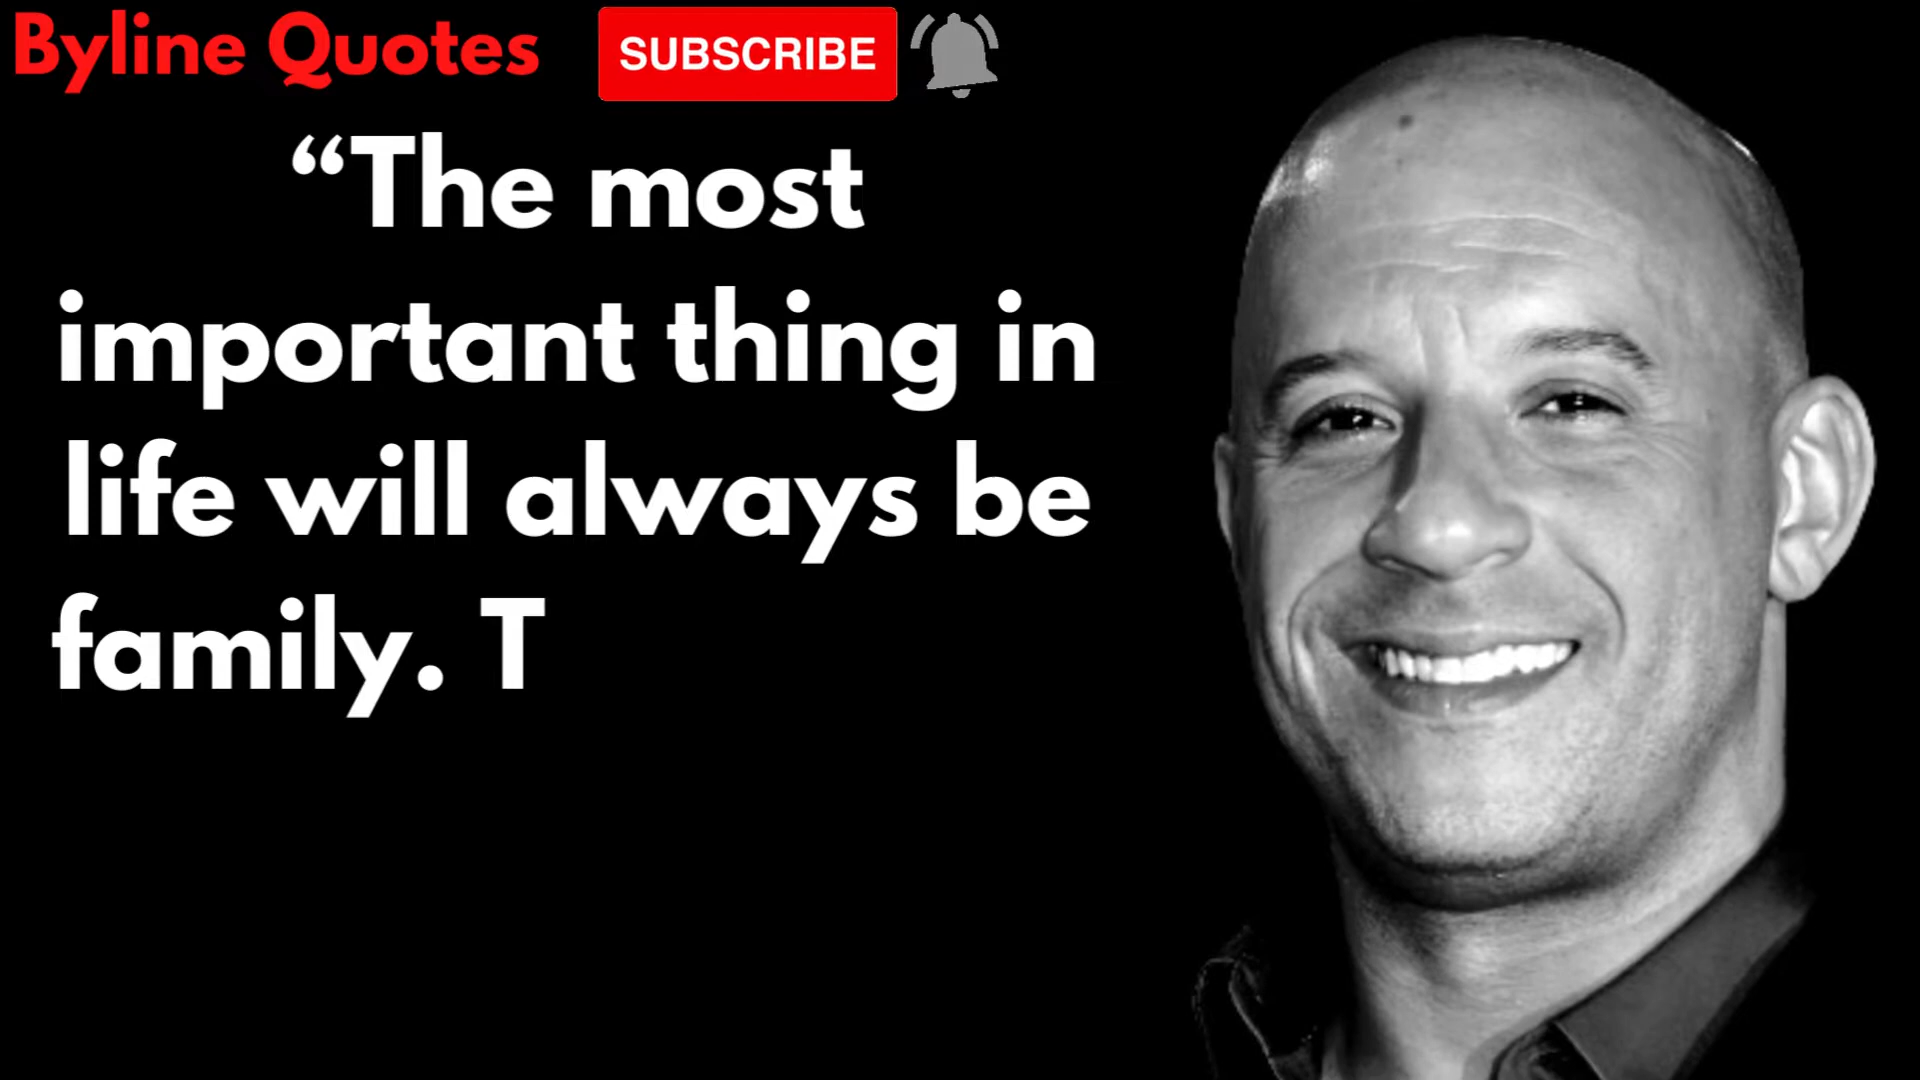 Byline Quotes
SUBSCRIBE
“The most
important thing in
life will always be
family. T